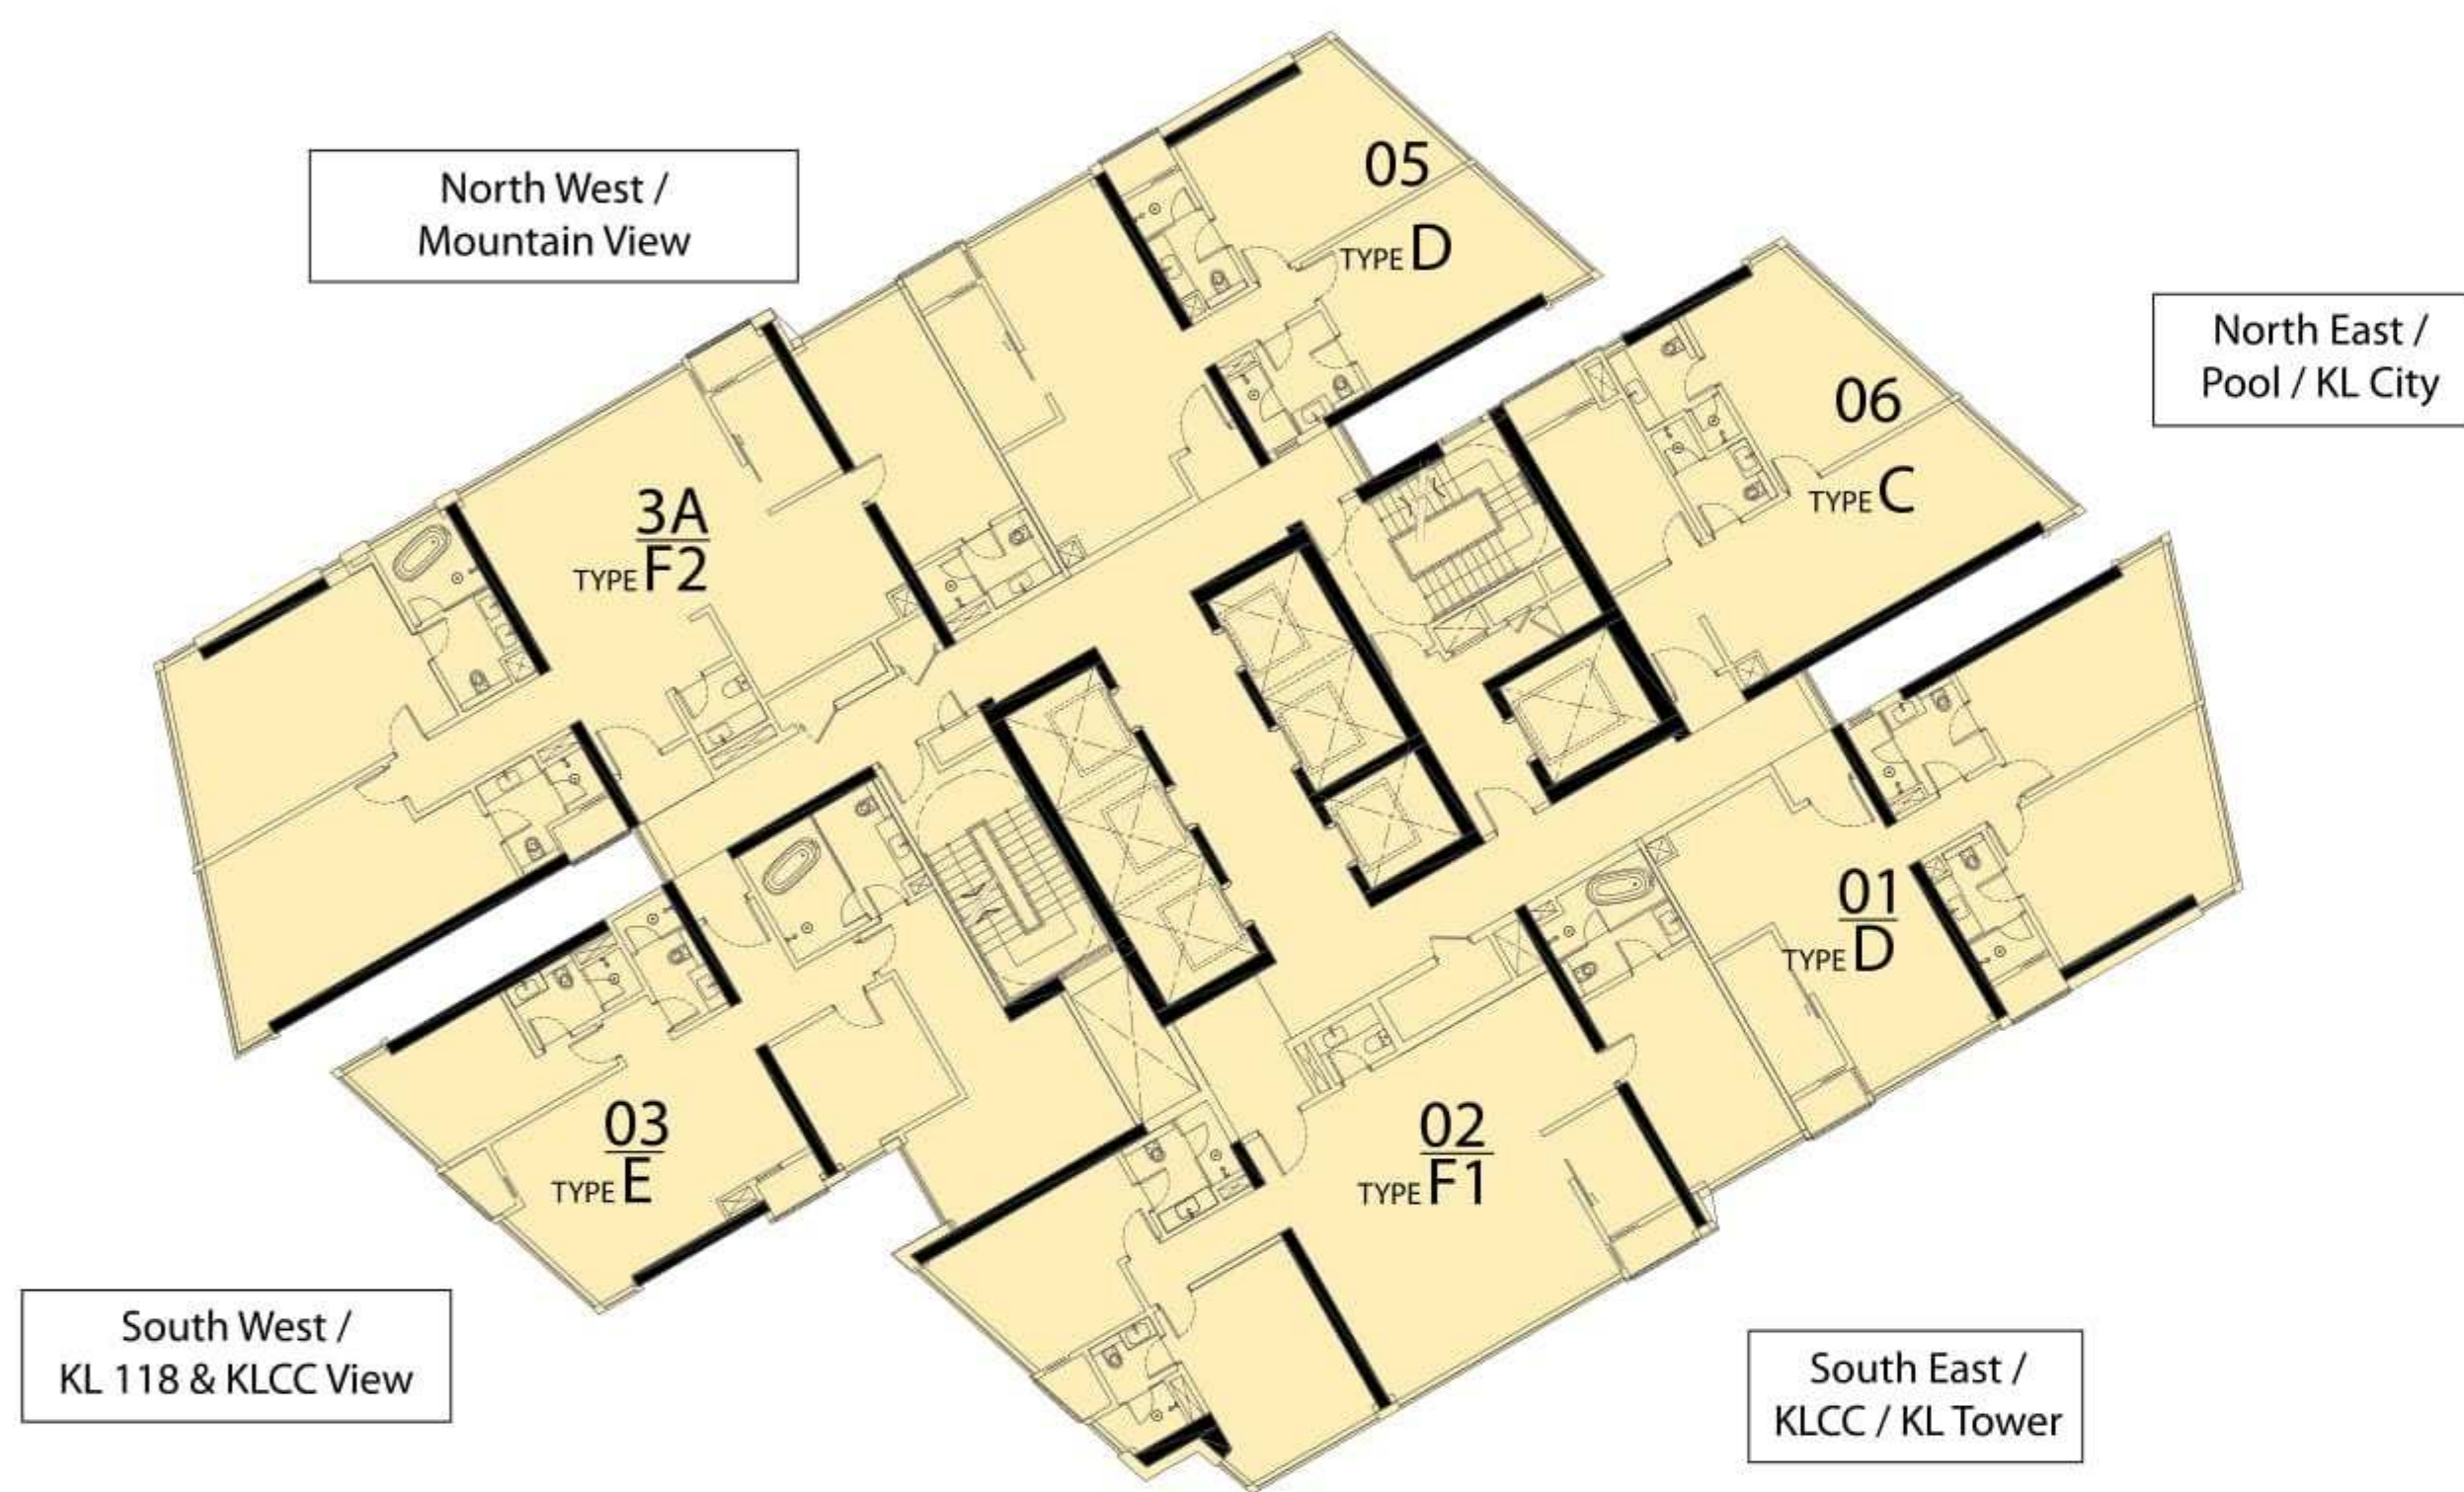 North West /
Mountain View
05
TYPE D
North East /
Pool / KL City
06
TYPE C
3A
TYPE F2
01
TYPE D
03
TYPE E
02
TYPE F1
South West /
KL 118 & KLCC View
South East /
KLCC / KL Tower